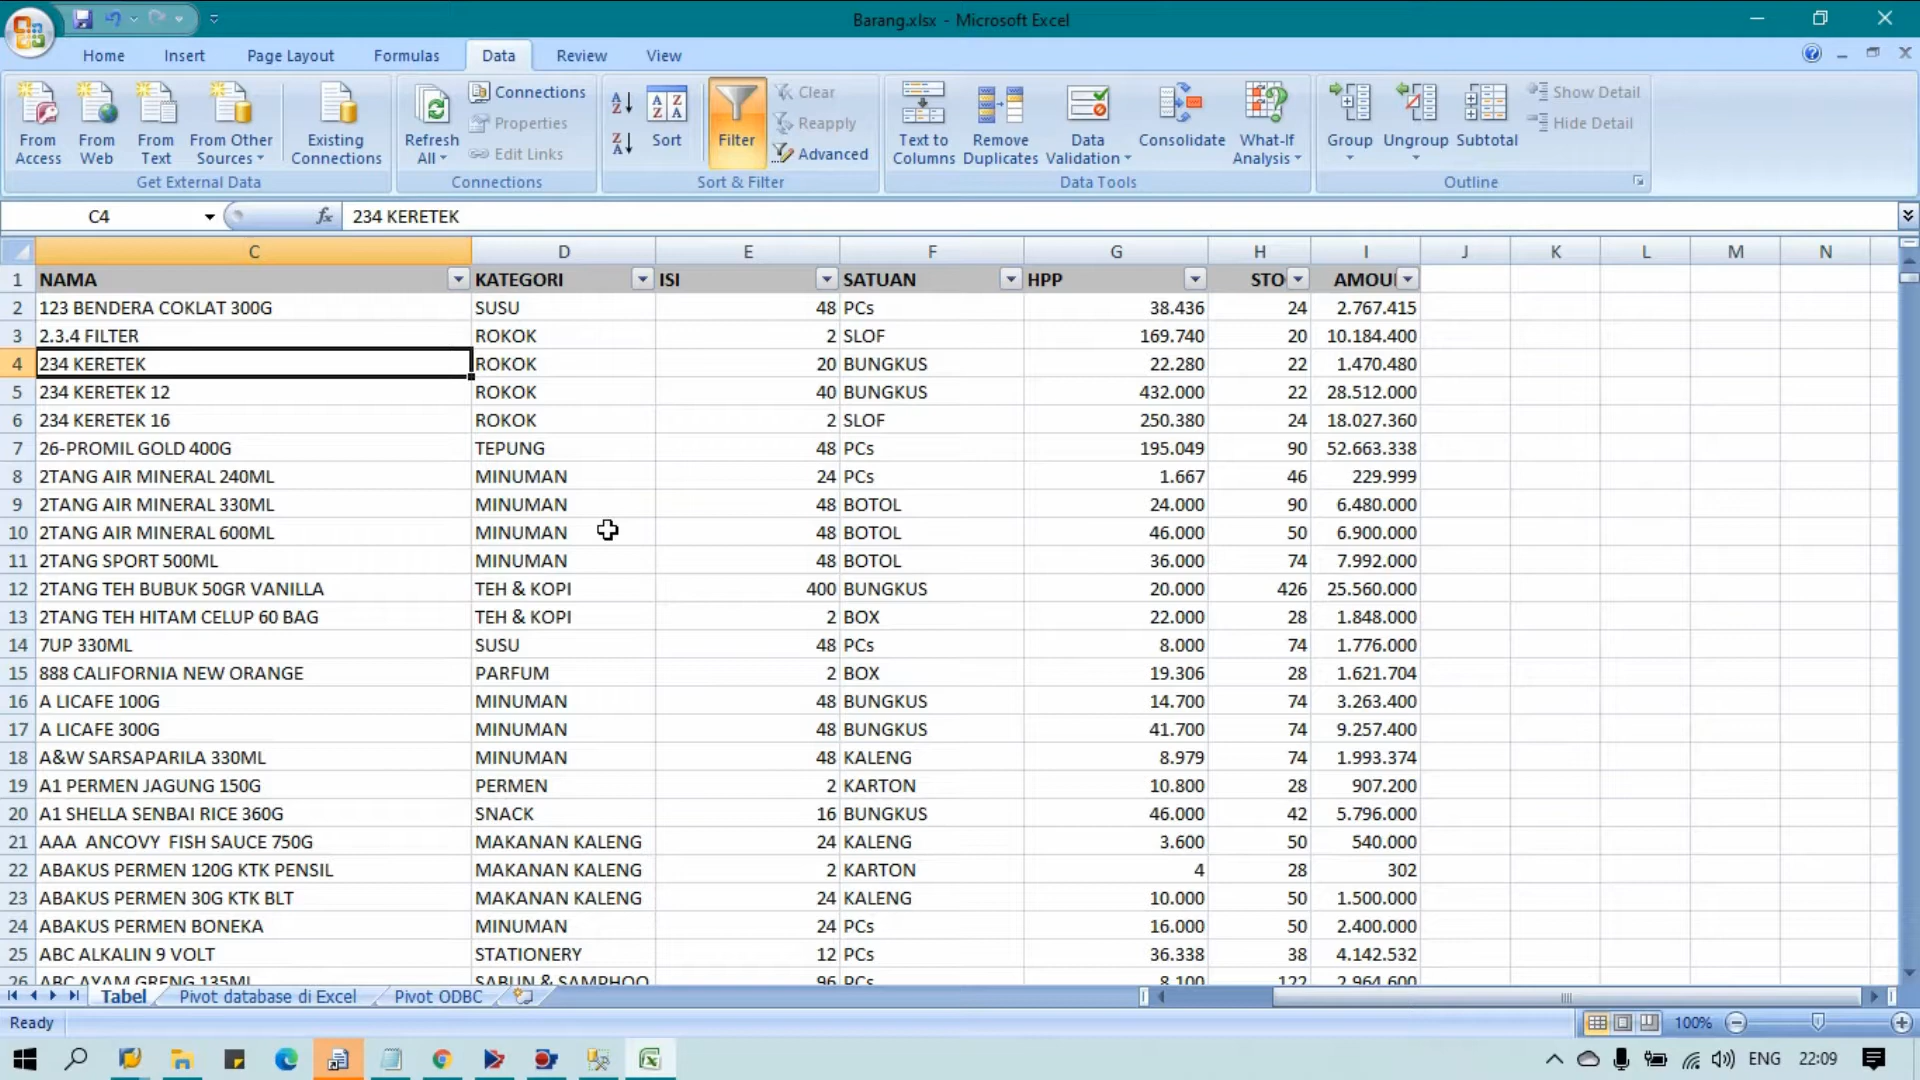 Barang.xlsx - Microsoft Excel
Home Insert Page Layout Formulas Data Review View
From Access
From Web
From Text
From Other Sources
Existing Connections
Get External Data
Refresh All
Connections
Properties
Edit Links
Connections
Sort
Filter
Clear
Reapply
Advanced
Sort & Filter
Text to Columns
Remove Duplicates
Data Validation
Consolidate
What-If Analysis
Data Tools
Group
Ungroup
Subtotal
Show Detail
Hide Detail
Outline
C4 fx 234 KERETEK
C D E F G H I J K L M N
1 NAMA KATEGORI ISI SATUAN HPP STO AMOU
2 123 BENDERA COKLAT 300G SUSU 48 PCs 38.436 24 2.767.415
3 2.3.4 FILTER ROKOK 2 SLOF 169.740 20 10.184.400
4 234 KERETEK ROKOK 20 BUNGKUS 22.280 22 1.470.480
5 234 KERETEK 12 ROKOK 40 BUNGKUS 432.000 22 28.512.000
6 234 KERETEK 16 ROKOK 2 SLOF 250.380 24 18.027.360
7 26-PROMIL GOLD 400G TEPUNG 48 PCs 195.049 90 52.663.338
8 2TANG AIR MINERAL 240ML MINUMAN 24 PCs 1.667 46 229.999
9 2TANG AIR MINERAL 330ML MINUMAN 48 BOTOL 24.000 90 6.480.000
10 2TANG AIR MINERAL 600ML MINUMAN 48 BOTOL 46.000 50 6.900.000
11 2TANG SPORT 500ML MINUMAN 48 BOTOL 36.000 74 7.992.000
12 2TANG TEH BUBUK 50GR VANILLA TEH & KOPI 400 BUNGKUS 20.000 426 25.560.000
13 2TANG TEH HITAM CELUP 60 BAG TEH & KOPI 2 BOX 22.000 28 1.848.000
14 7UP 330ML SUSU 48 PCs 8.000 74 1.776.000
15 888 CALIFORNIA NEW ORANGE PARFUM 2 BOX 19.306 28 1.621.704
16 A LICAFE 100G MINUMAN 48 BUNGKUS 14.700 74 3.263.400
17 A LICAFE 300G MINUMAN 48 BUNGKUS 41.700 74 9.257.400
18 A&W SARSAPARILA 330ML MINUMAN 48 KALENG 8.979 74 1.993.374
19 A1 PERMEN JAGUNG 150G PERMEN 2 KARTON 10.800 28 907.200
20 A1 SHELLA SENBAI RICE 360G SNACK 16 BUNGKUS 46.000 42 5.796.000
21 AAA ANCOVY FISH SAUCE 750G MAKANAN KALENG 24 KALENG 3.600 50 540.000
22 ABAKUS PERMEN 120G KTK PENSIL MAKANAN KALENG 2 KARTON 4 28 302
23 ABAKUS PERMEN 30G KTK BLT MAKANAN KALENG 24 KALENG 10.000 50 1.500.000
24 ABAKUS PERMEN BONEKA MINUMAN 24 PCs 16.000 50 2.400.000
25 ABC ALKALIN 9 VOLT STATIONERY 12 PCs 36.338 38 4.142.532
26 ABC AYAM GRENG 135ML SABUN & SAMPHOO 96 PCs 8.100 122 2.964.600
Tabel Pivot database di Excel Pivot ODBC
Ready 100%
ENG 22:09